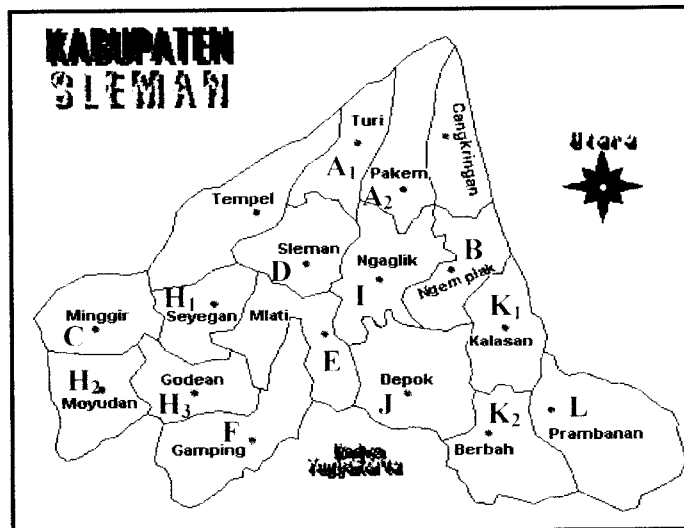 KABUPATEN
SLEMAN
Turi
A1
Cangkringan
Pakem
A2
Utara
Tempel
Sleman
D
Ngaglik
I
B
Ngemplak
H1
Seyegan
Minggir
C
Mlati
E
K1
Kalasan
H2
Moyudan
Godean
H3
Depok
J
F
Gamping
K2
Berbah
L
Prambanan
Yogyakarta